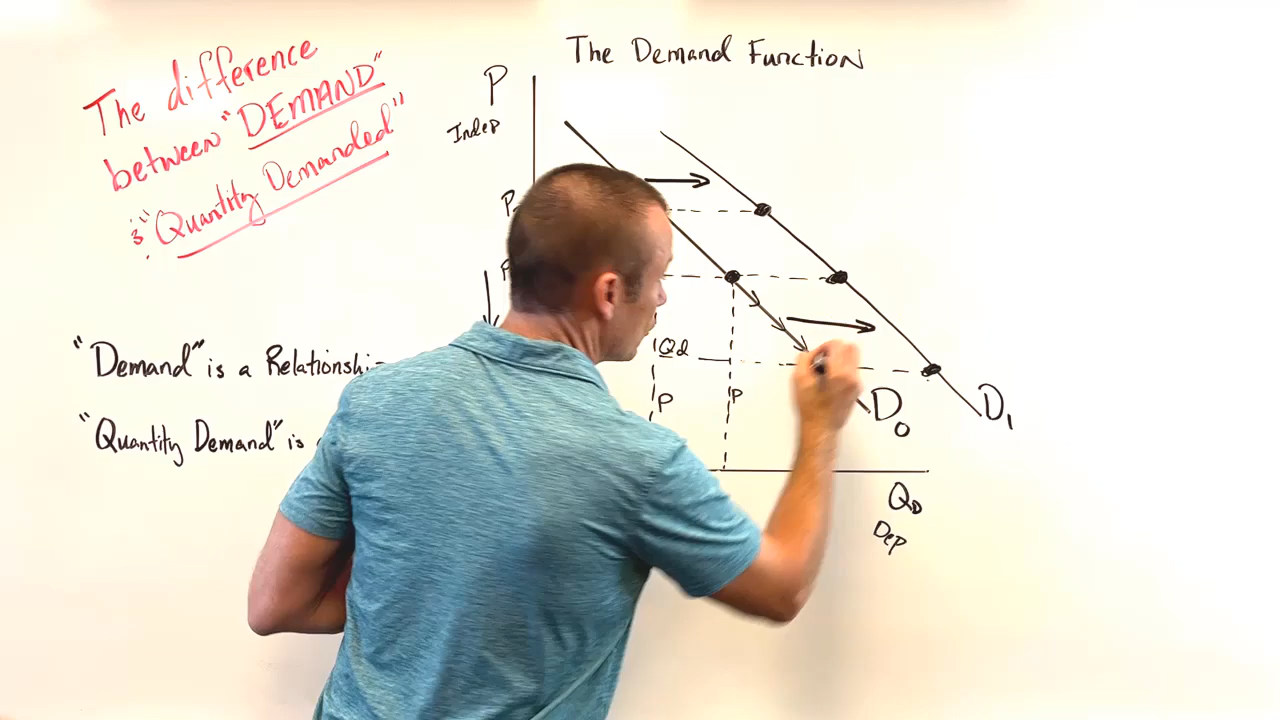 The difference
between "DEMAND"
"Quantity Demanded"
The Demand Function
P
Indep
P
P
Qd
P
P
D0
D1
QD
Dep
"Demand" is a
"Quantity Demand" is